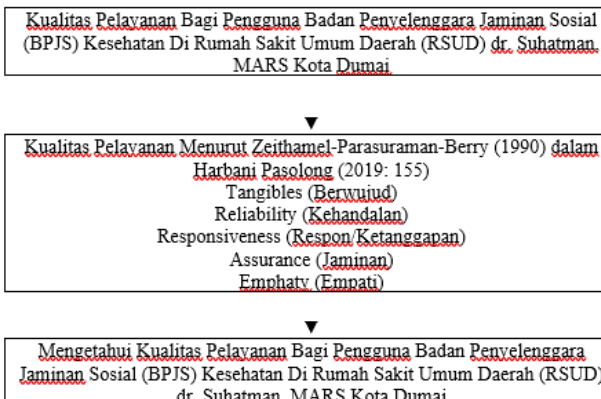 Kualitas Pelayanan Bagi Pengguna Badan Penyelenggara Jaminan Sosial
(BPJS) Kesehatan Di Rumah Sakit Umum Daerah (RSUD) dr. Suhatman,
MARS Kota Dumai
Kualitas Pelayanan Menurut Zeithamel-Parasuraman-Berry (1990) dalam
Harbani Pasolong (2019: 155)
Tangibles (Berwujud)
Reliability (Kehandalan)
Responsiveness (Respon/Ketanggapan)
Assurance (Jaminan)
Emphaty (Empati)
Mengetahui Kualitas Pelayanan Bagi Pengguna Badan Penyelenggara
Jaminan Sosial (BPJS) Kesehatan Di Rumah Sakit Umum Daerah (RSUD)
dr. Suhatman, MARS Kota Dumai